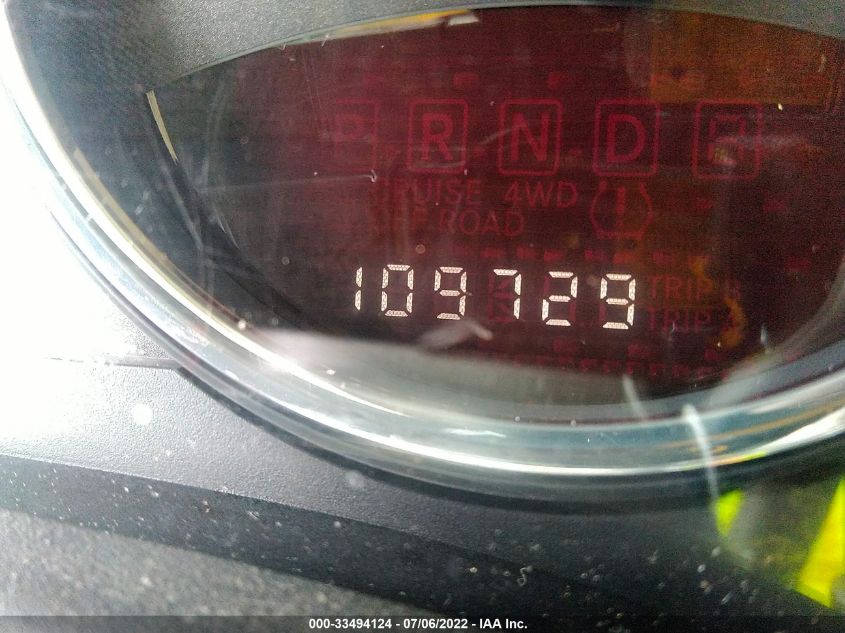 P R N D
CRUISE 4WD
OFF ROAD
109729 TRIP
TRIP
000-33494124 - 07/06/2022 - IAA Inc.